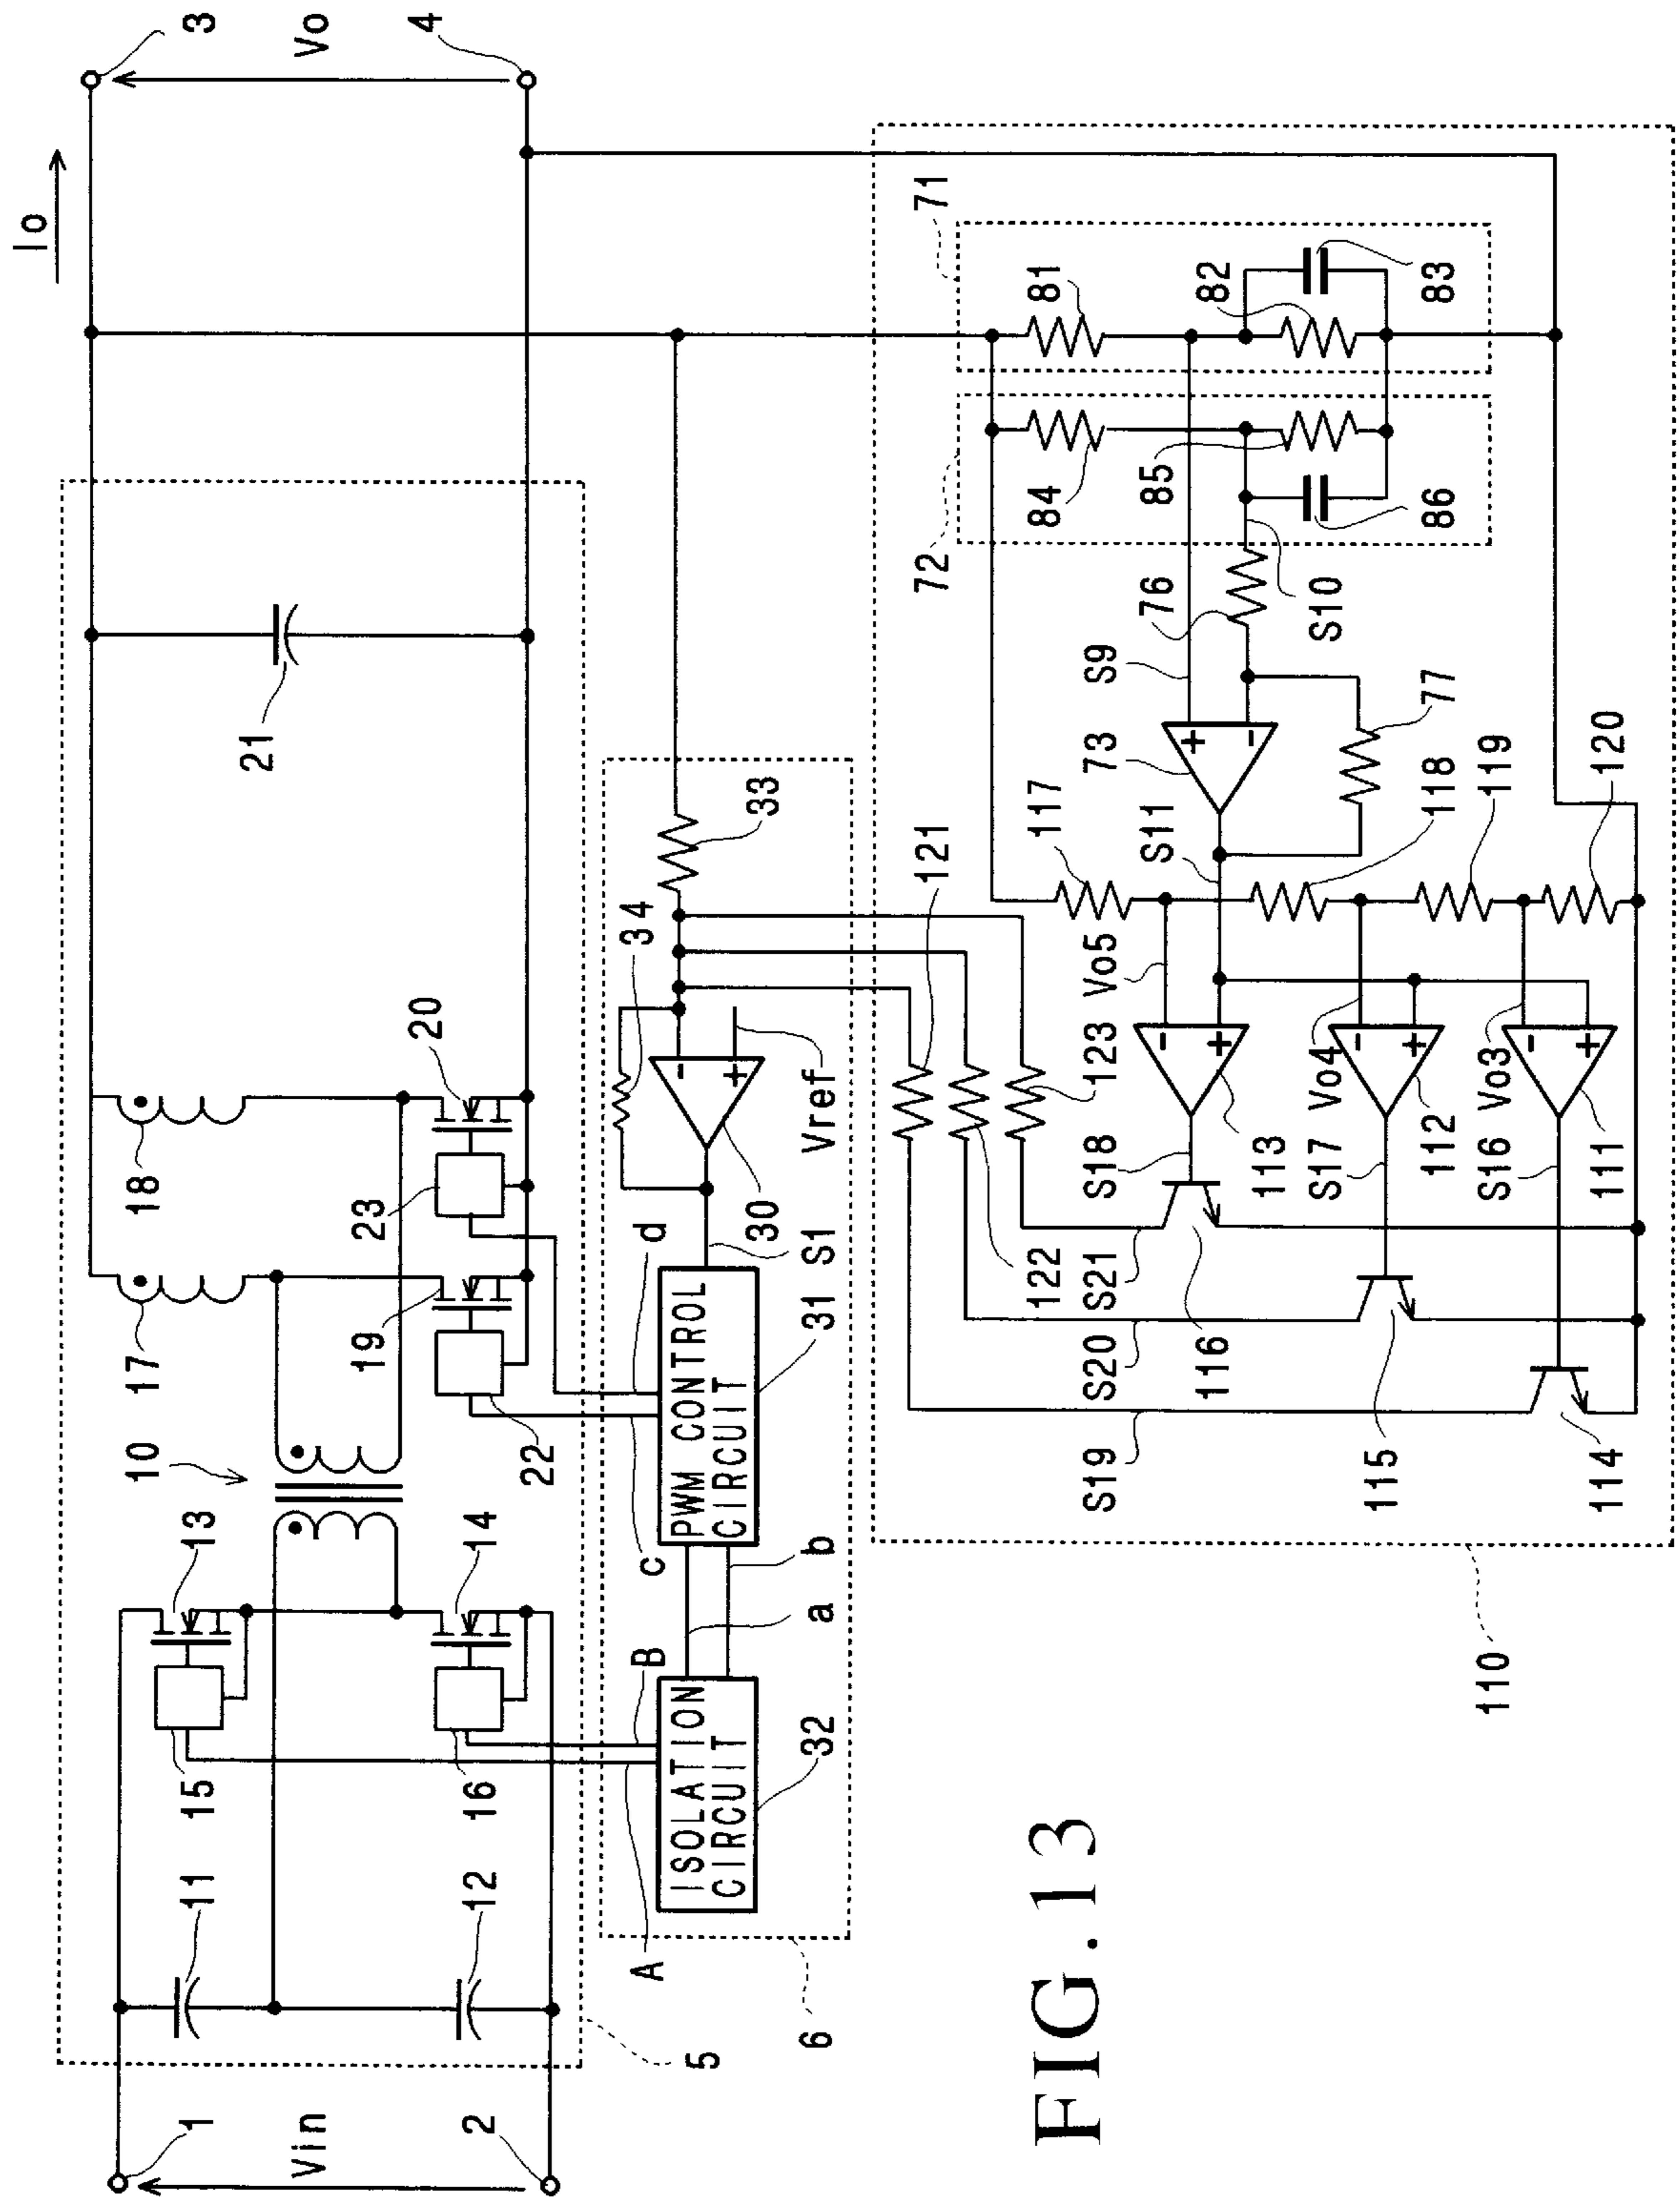 Io
3
Vo
4
18
17
21
20
23
19
22
10
13
14
15
16
11
12
1
Vin
2
5
33
34
Vref
30
S1
d
c
PWM CONTROL
CIRCUIT
31
b
a
B
A
ISOLATION
CIRCUIT
32
6
71
81
82
83
72
84
85
86
76
S10
S9
73
77
S11
117
118
119
120
121
122
123
Vo5
Vo4
Vo3
+
-
-
+
-
+
-
+
-
+
S18
113
S17
112
S16
111
S21
116
S20
115
S19
114
110
FIG.13